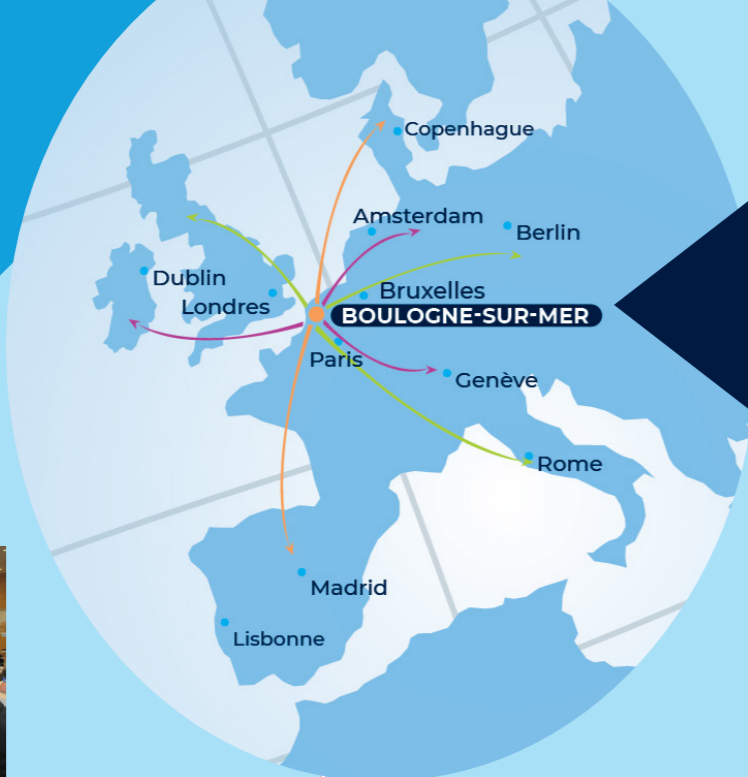 Copenhague
Amsterdam
Berlin
Dublin
Bruxelles
Londres
BOULOGNE-SUR-MER
Paris
Genève
Rome
Madrid
Lisbonne